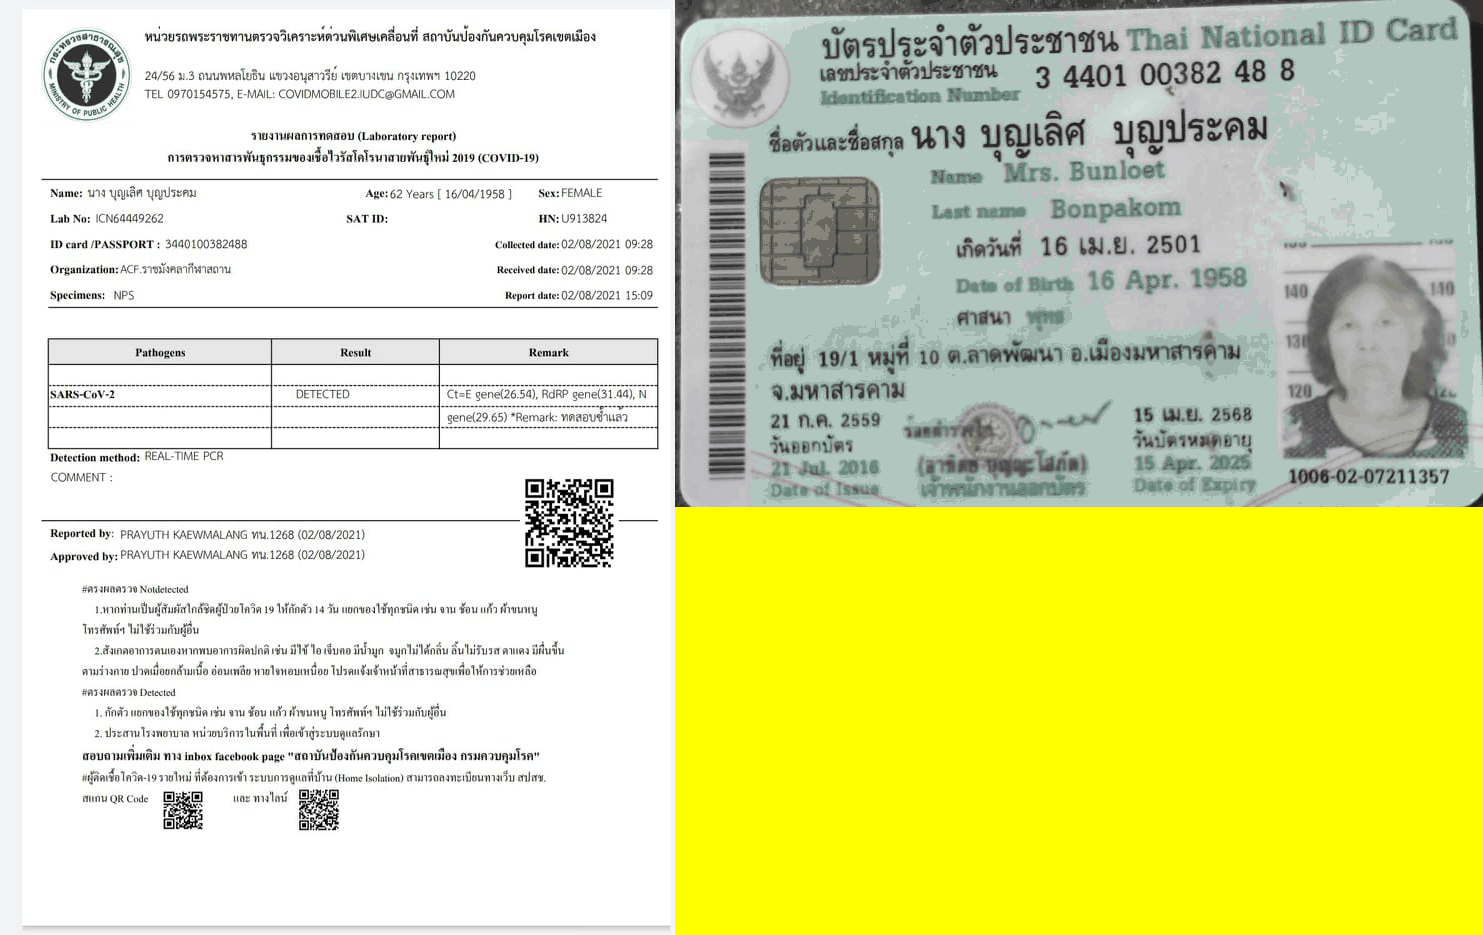 หน่วยรถพระราชทานตรวจวิเคราะห์ด่วนพิเศษเคลื่อนที่ สถาบันป้องกันควบคุมโรคเขตเมือง
24/56 ม.3 ถนนพหลโยธิน แขวงอนุสาวรีย์ เขตบางเขน กรุงเทพฯ 10220
TEL 0970154575, E-MAIL: COVIDMOBILE2.IUDC@GMAIL.COM
กระทรวงสาธารณสุข
MINISTRY OF PUBLIC HEALTH
รายงานผลการทดสอบ (Laboratory report)
การตรวจหาสารพันธุกรรมของเชื้อไวรัสโคโรนาสายพันธุ์ใหม่ 2019 (COVID-19)
Name: นาง บุญเลิศ บุญประคม Age: 62 Years [ 16/04/1958 ] Sex: FEMALE
Lab No: ICN64449262 SAT ID: HN: U913824
ID card /PASSPORT : 3440100382488 Collected date: 02/08/2021 09:28
Organization: ACF.ราชมังคลากีฬาสถาน Received date: 02/08/2021 09:28
Specimens: NPS Report date: 02/08/2021 15:09
Pathogens Result Remark
SARS-CoV-2 DETECTED Ct=E gene(26.54), RdRP gene(31.44), N
gene(29.65) *Remark: ทดสอบซ้ำแล้ว
Detection method: REAL-TIME PCR
COMMENT :
Reported by: PRAYUTH KAEWMALANG ทน.1268 (02/08/2021)
Approved by: PRAYUTH KAEWMALANG ทน.1268 (02/08/2021)
#ตรงผลตรวจ Notdetected
1.หากท่านเป็นผู้สัมผัสใกล้ชิดผู้ป่วยโควิด 19 ให้กักตัว 14 วัน แยกของใช้ทุกชนิด เช่น จาน ช้อน แก้ว ผ้าขนหนู
โทรศัพท์ฯ ไม่ใช้ร่วมกับผู้อื่น
2.สังเกตอาการตนเองหากพบอาการผิดปกติ เช่น มีไข้ ไอ เจ็บคอ มีน้ำมูก จมูกไม่ได้กลิ่น ลิ้นไม่รับรส ตาแดง มีผื่นขึ้น
ตามร่างกาย ปวดเมื่อยกล้ามเนื้อ อ่อนเพลีย หายใจหอบเหนื่อย โปรดแจ้งเจ้าหน้าที่สาธารณสุขเพื่อให้การช่วยเหลือ
#ตรงผลตรวจ Detected
1. กักตัว แยกของใช้ทุกชนิด เช่น จาน ช้อน แก้ว ผ้าขนหนู โทรศัพท์ฯ ไม่ใช้ร่วมกับผู้อื่น
2. ประสานโรงพยาบาล หน่วยบริการในพื้นที่ เพื่อเข้าสู่ระบบดูแลรักษา
สอบถามเพิ่มเติม ทาง inbox facebook page "สถาบันป้องกันควบคุมโรคเขตเมือง กรมควบคุมโรค"
#ผู้ติดเชื้อโควิด-19 รายใหม่ ที่ต้องการเข้า ระบบการดูแลที่บ้าน (Home Isolation) สามารถลงทะเบียนทางเว็บ สปสช.
สแกน QR Code และ ทางไลน์
บัตรประจำตัวประชาชน Thai National ID Card
เลขประจำตัวประชาชน 3 4401 00382 48 8
Identification Number
ชื่อตัวและชื่อสกุล นาง บุญเลิศ บุญประคม
Name Mrs. Bunloet
Last name Bonpakom
เกิดวันที่ 16 เม.ย. 2501
Date of Birth 16 Apr. 1958
ศาสนา พุทธ
ที่อยู่ 19/1 หมู่ที่ 10 ต.ลาดพัฒนา อ.เมืองมหาสารคาม
จ.มหาสารคาม
21 ก.ค. 2559
วันออกบัตร
21 Jul. 2016
Date of Issue
เจ้าพนักงานออกบัตร
15 เม.ย. 2568
วันบัตรหมดอายุ
15 Apr. 2025
Date of Expiry
140 130 120
1006-02-07211357